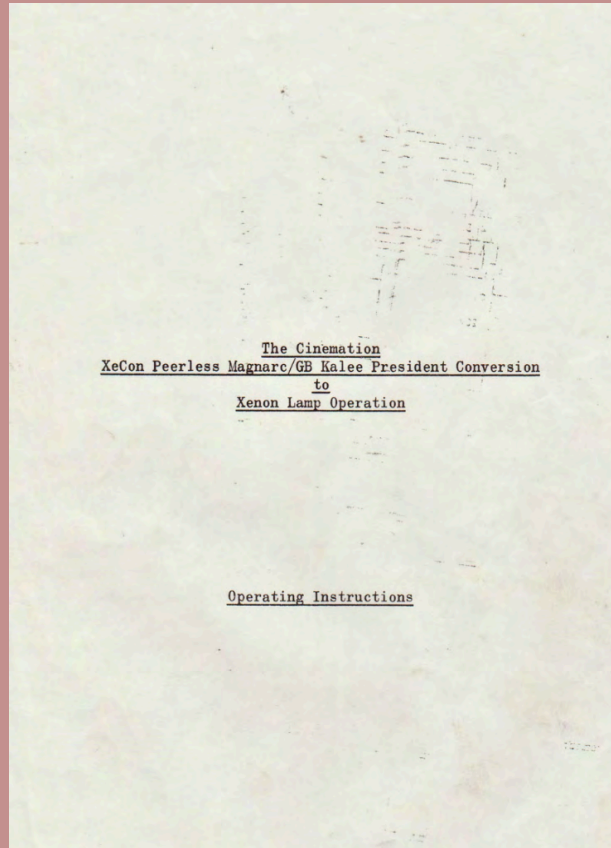 The Cinemation
XeCon Peerless Magnarc/GB Kalee President Conversion
to
Xenon Lamp Operation
Operating Instructions